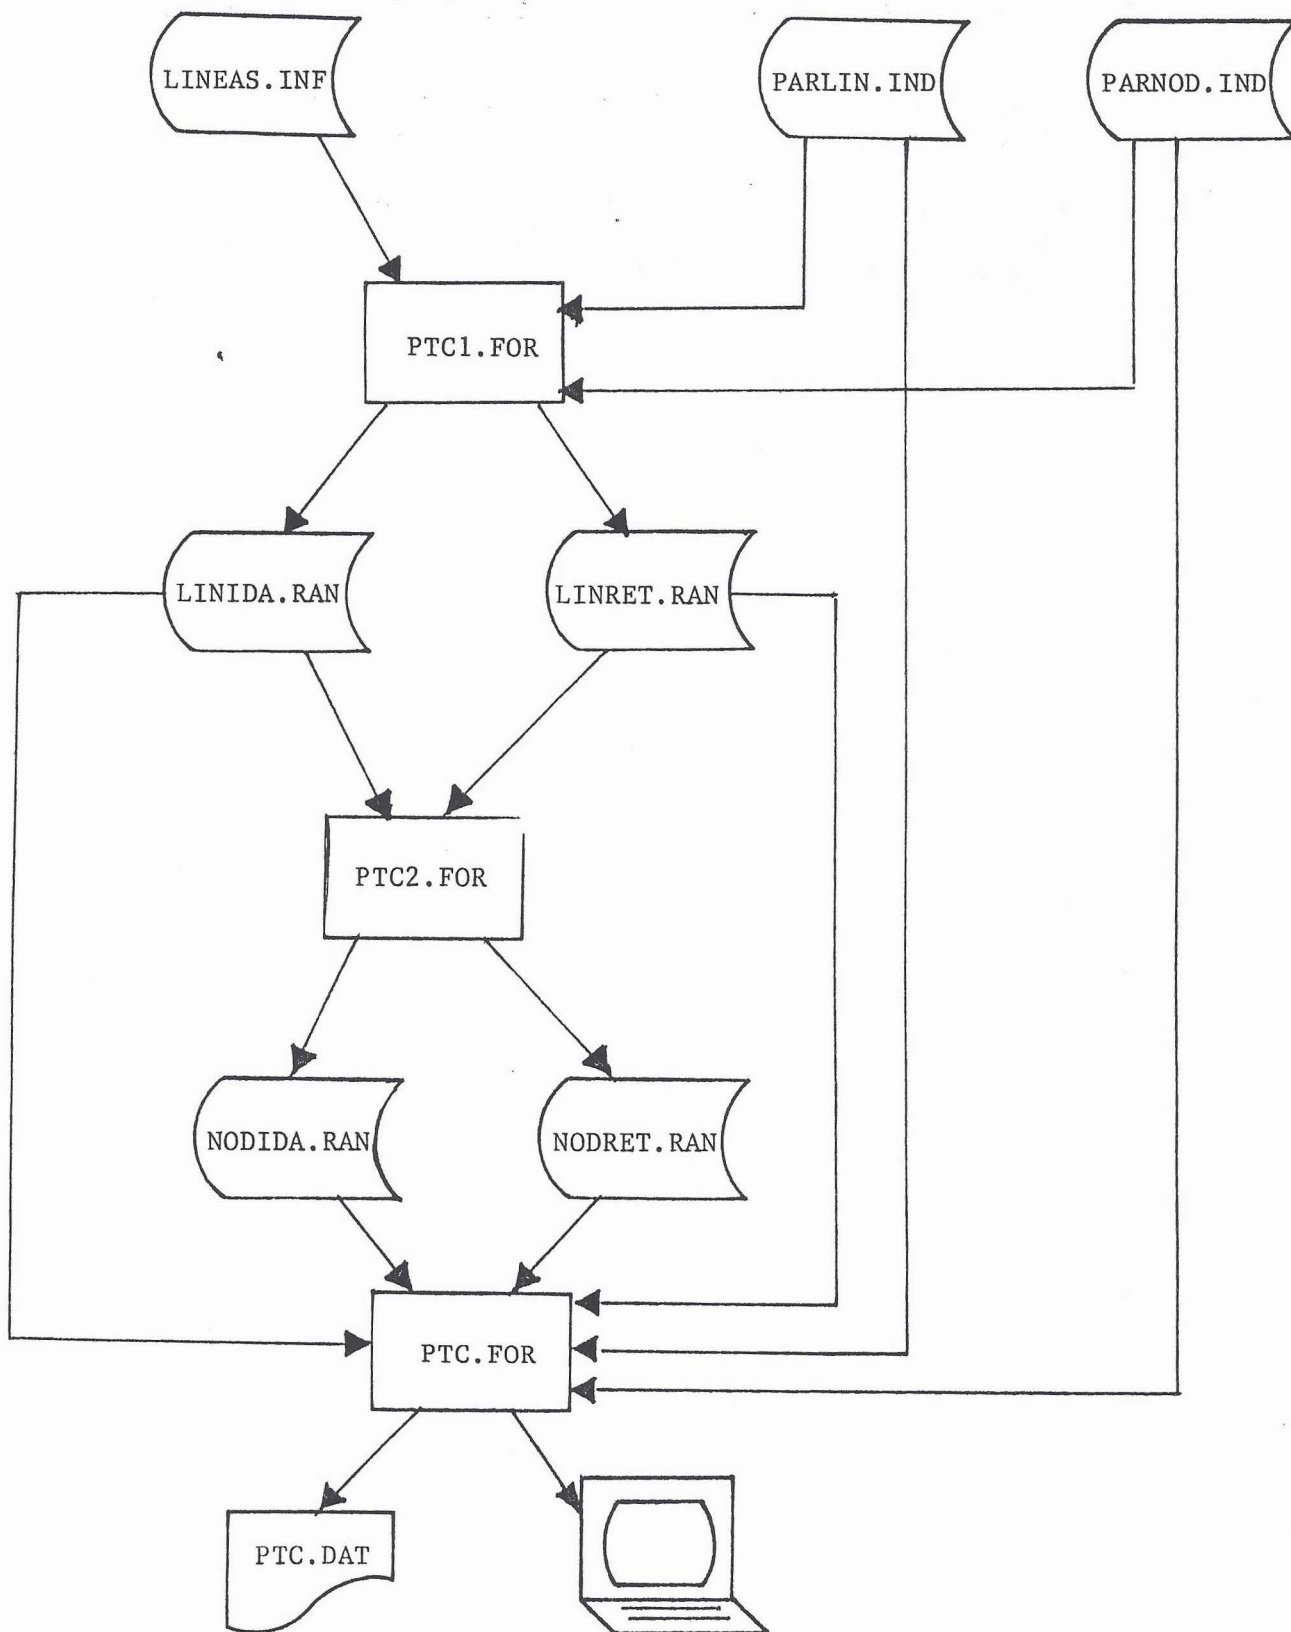 LINEAS.INF
PARLIN.IND
PARNOD.IND
PTC1.FOR
LINIDA.RAN
LINRET.RAN
PTC2.FOR
NODIDA.RAN
NODRET.RAN
PTC.FOR
PTC.DAT